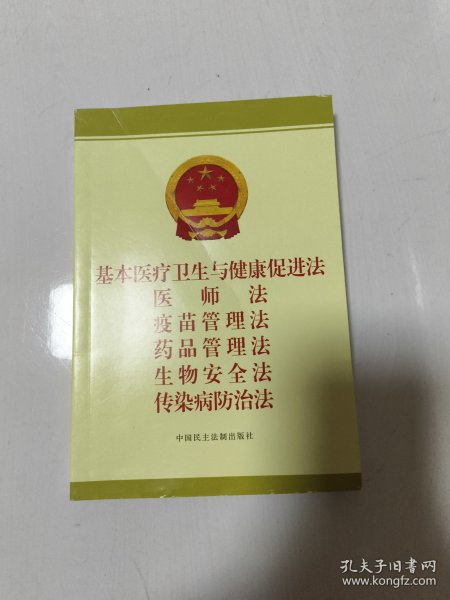 基本医疗卫生与健康促进法
医师法
疫苗管理法
药品管理法
生物安全法
传染病防治法
中国民主法制出版社
孔夫子旧书网
www.kongfz.com